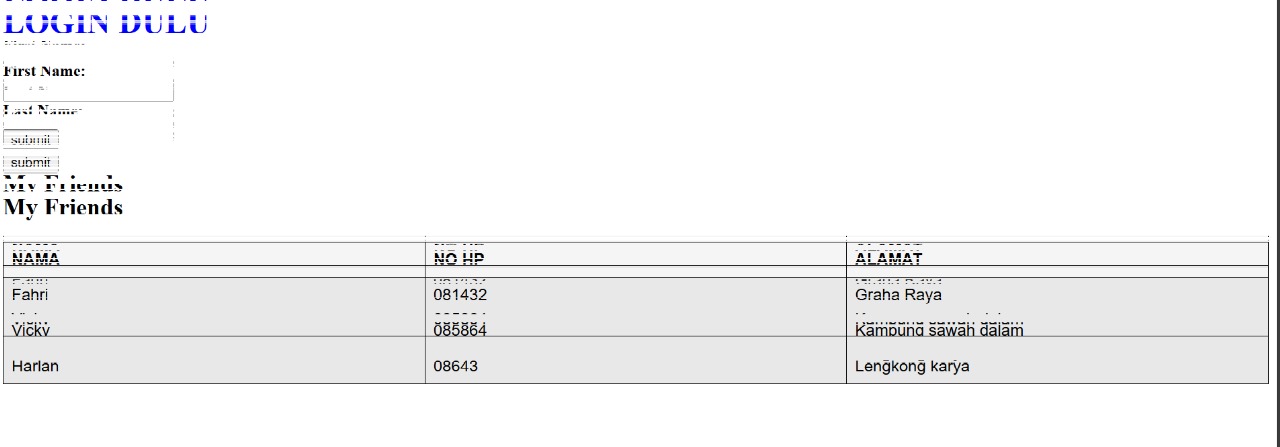 LOGIN DULU
First Name:
Last Name:
submit
submit
My Friends
My Friends
NAMA NO HP ALAMAT
Fahri 081432 Graha Raya
Vicky 085864 Kampung sawah dalam
Harlan 08643 Lengkong karya